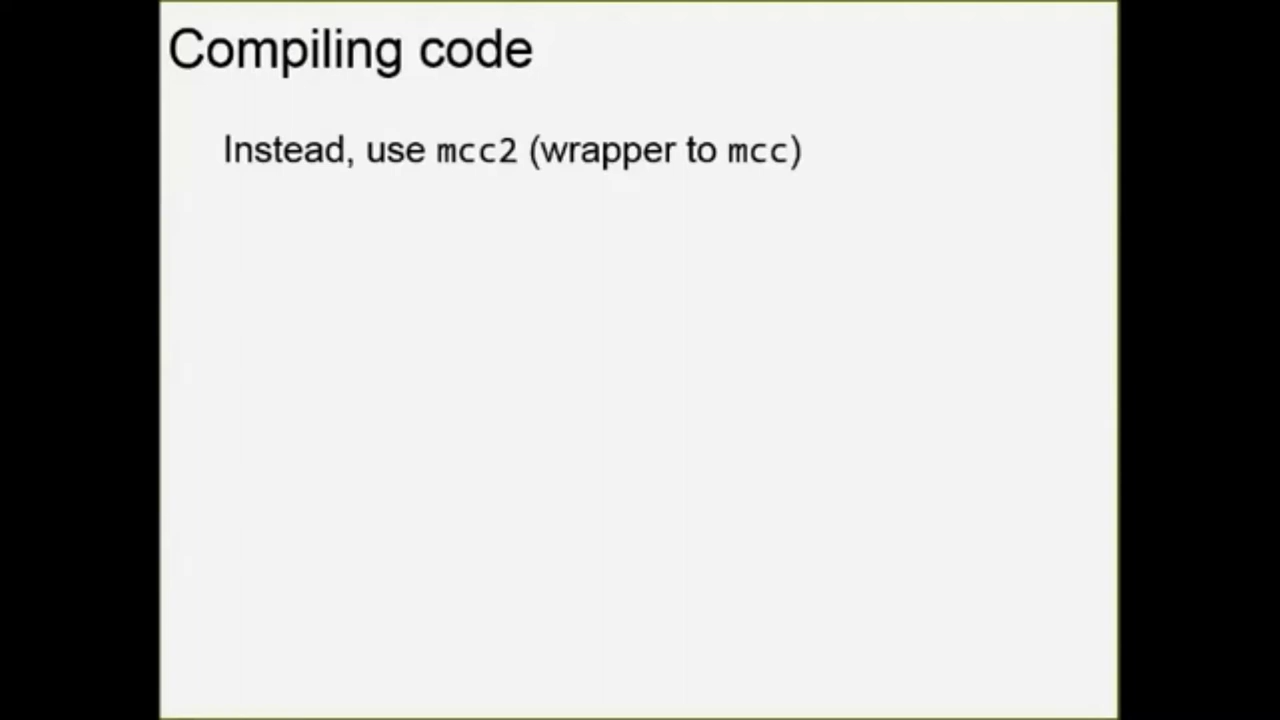 Compiling code
Instead, use mcc2 (wrapper to mcc)